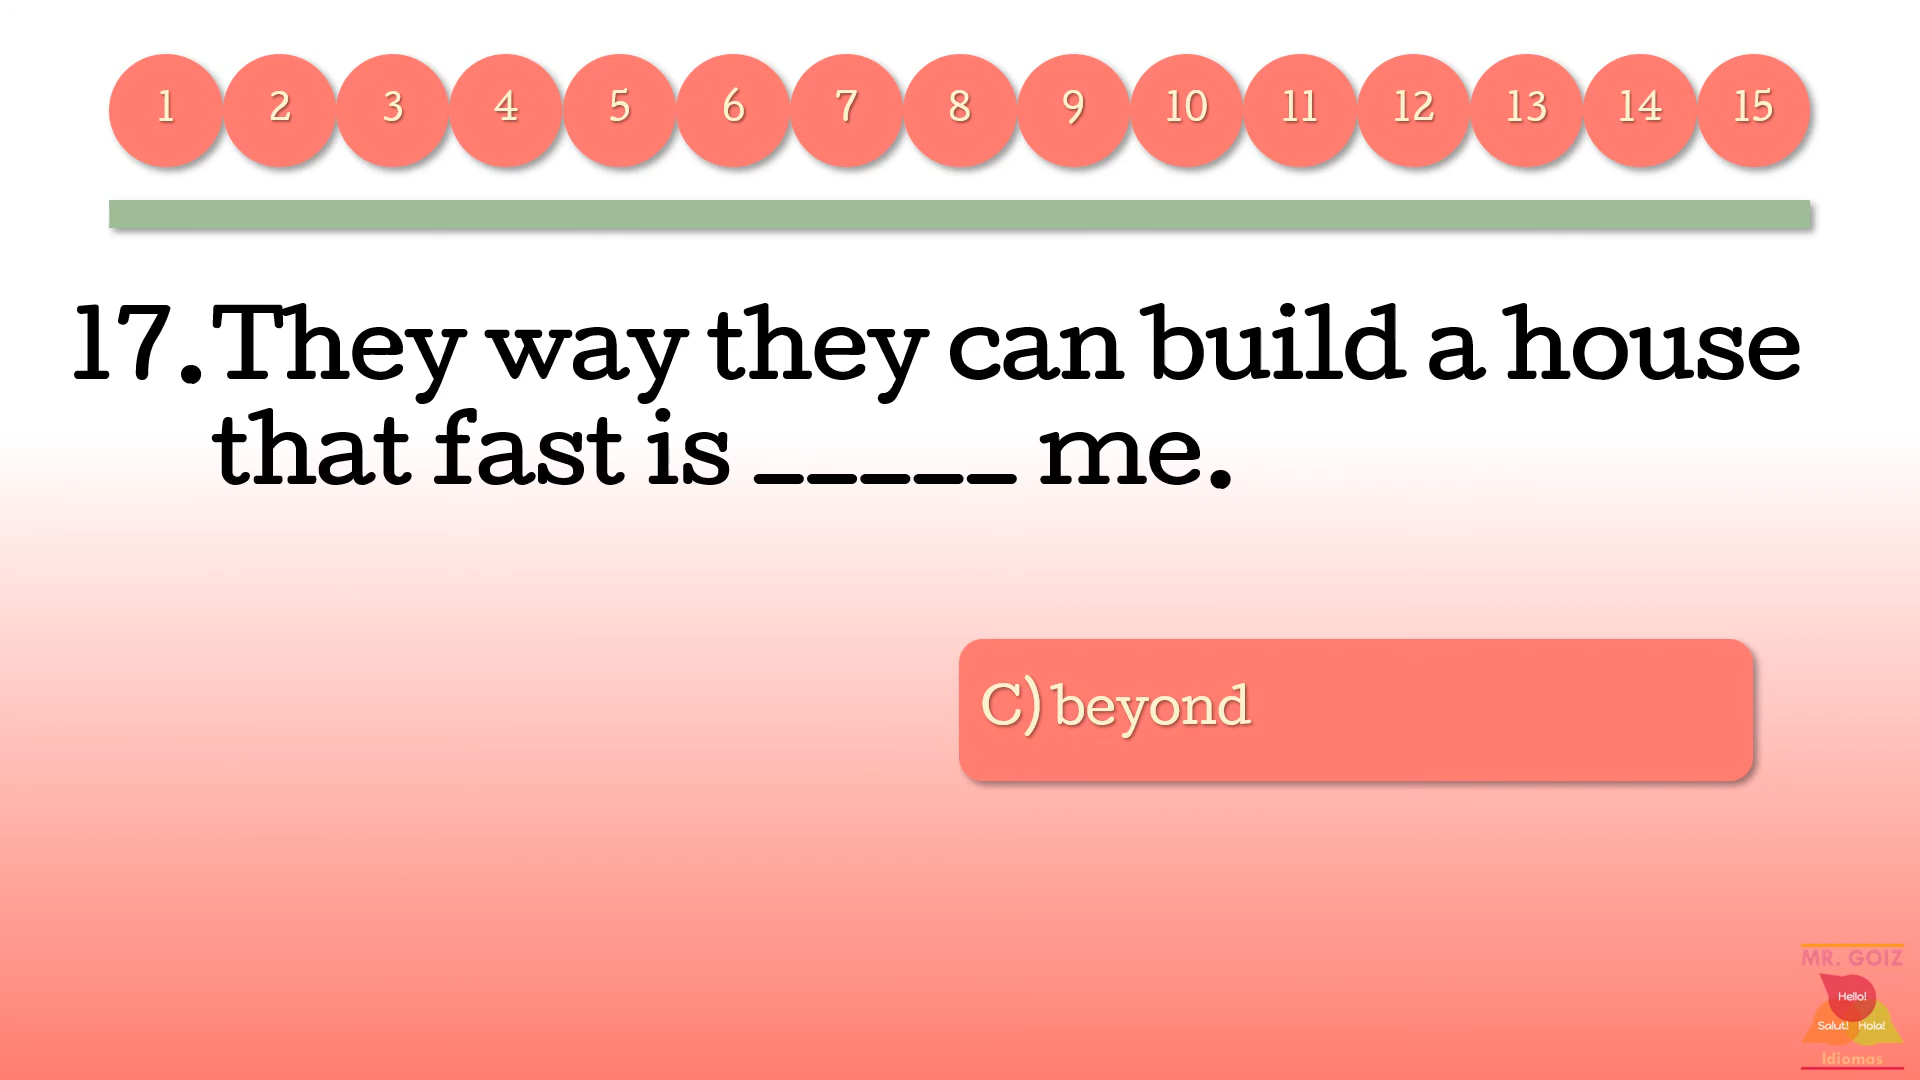 1 2 3 4 5 6 7 8 9 10 11 12 13 14 15
17. They way they can build a house
that fast is _____ me.
C) beyond
MR. GOIZ
Hello!
Salut! Hola!
Idiomas